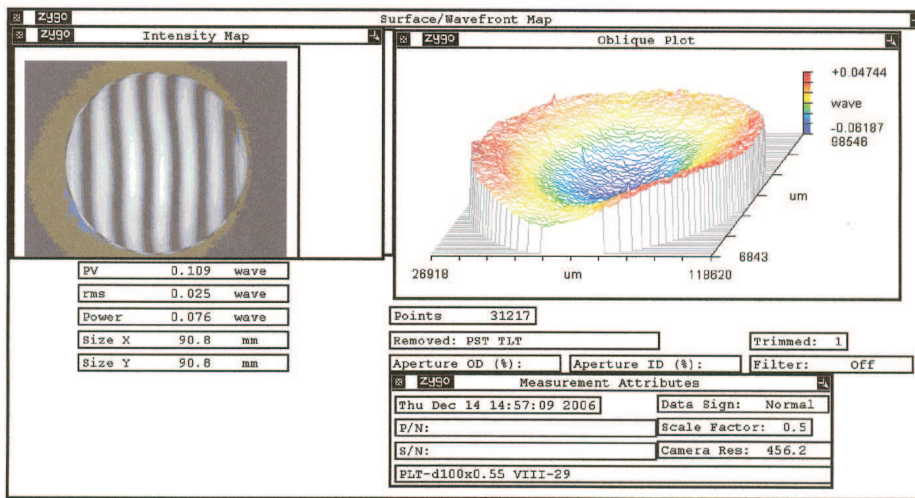 zygo Surface/Wavefront Map
zygo Intensity Map
zygo Oblique Plot
+0.04744
wave
-0.06187
98546
um
6843
26918 um 118620
PV 0.109 wave
rms 0.025 wave
Power 0.076 wave
Size X 90.8 mm
Size Y 90.8 mm
Points 31217
Removed: PST TLT Trimmed: 1
Aperture OD (%): Aperture ID (%): Filter: Off
zygo Measurement Attributes
Thu Dec 14 14:57:09 2006 Data Sign: Normal
P/N: Scale Factor: 0.5
S/N: Camera Res: 456.2
PLT-d100x0.55 VIII-29